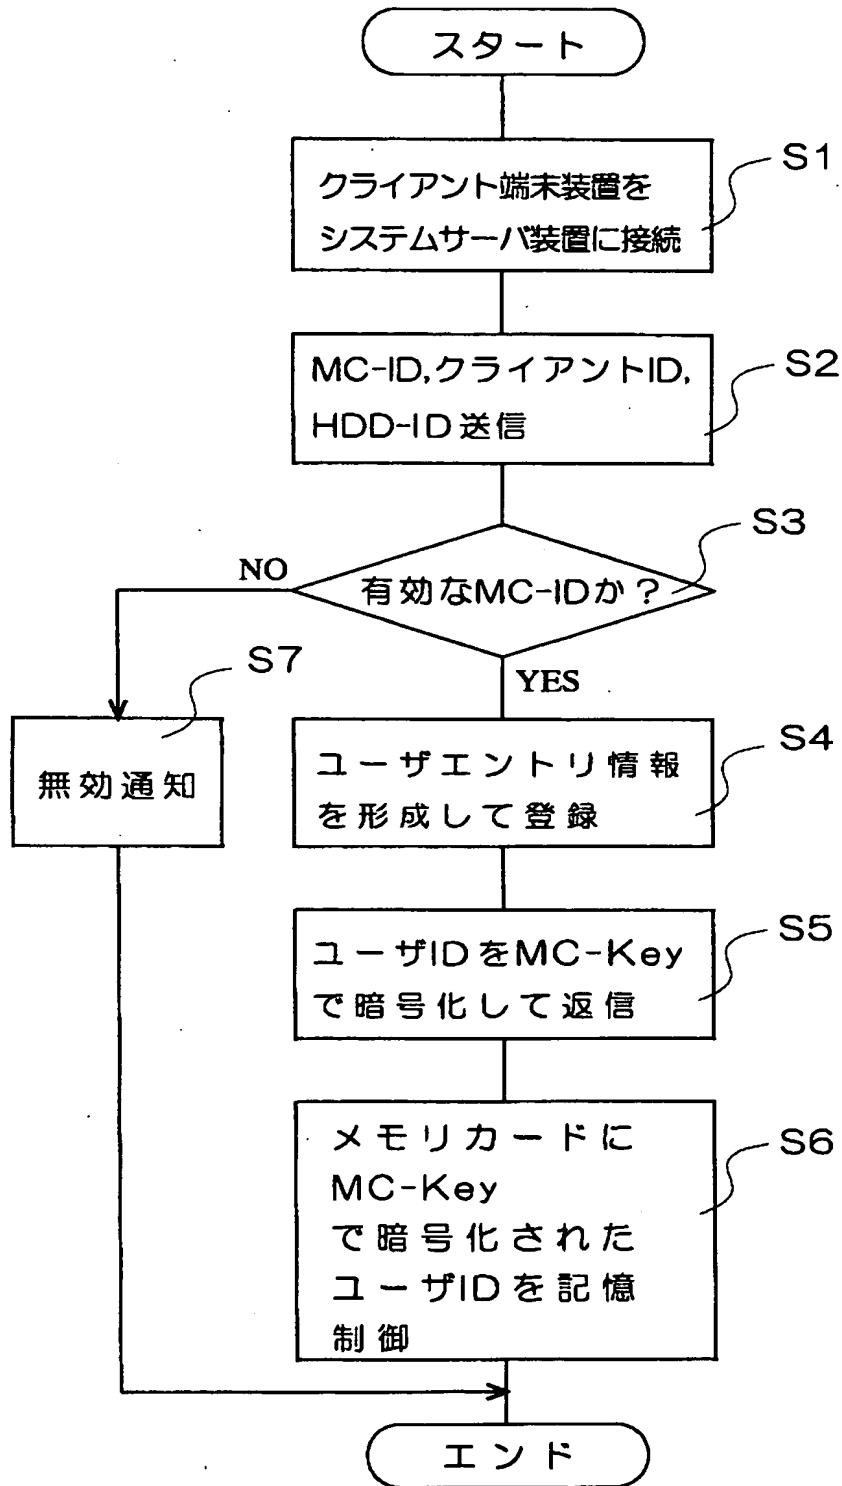 スタート
クライアント端末装置を
システムサーバ装置に接続
S1
MC-ID,クライアントID,
HDD-ID送信
S2
有効なMC-IDか？
S3
NO
YES
S7
無効通知
ユーザエントリ情報
を形成して登録
S4
ユーザIDをMC-Key
で暗号化して返信
S5
メモリカードに
MC-Key
で暗号化された
ユーザIDを記憶
制御
S6
エンド